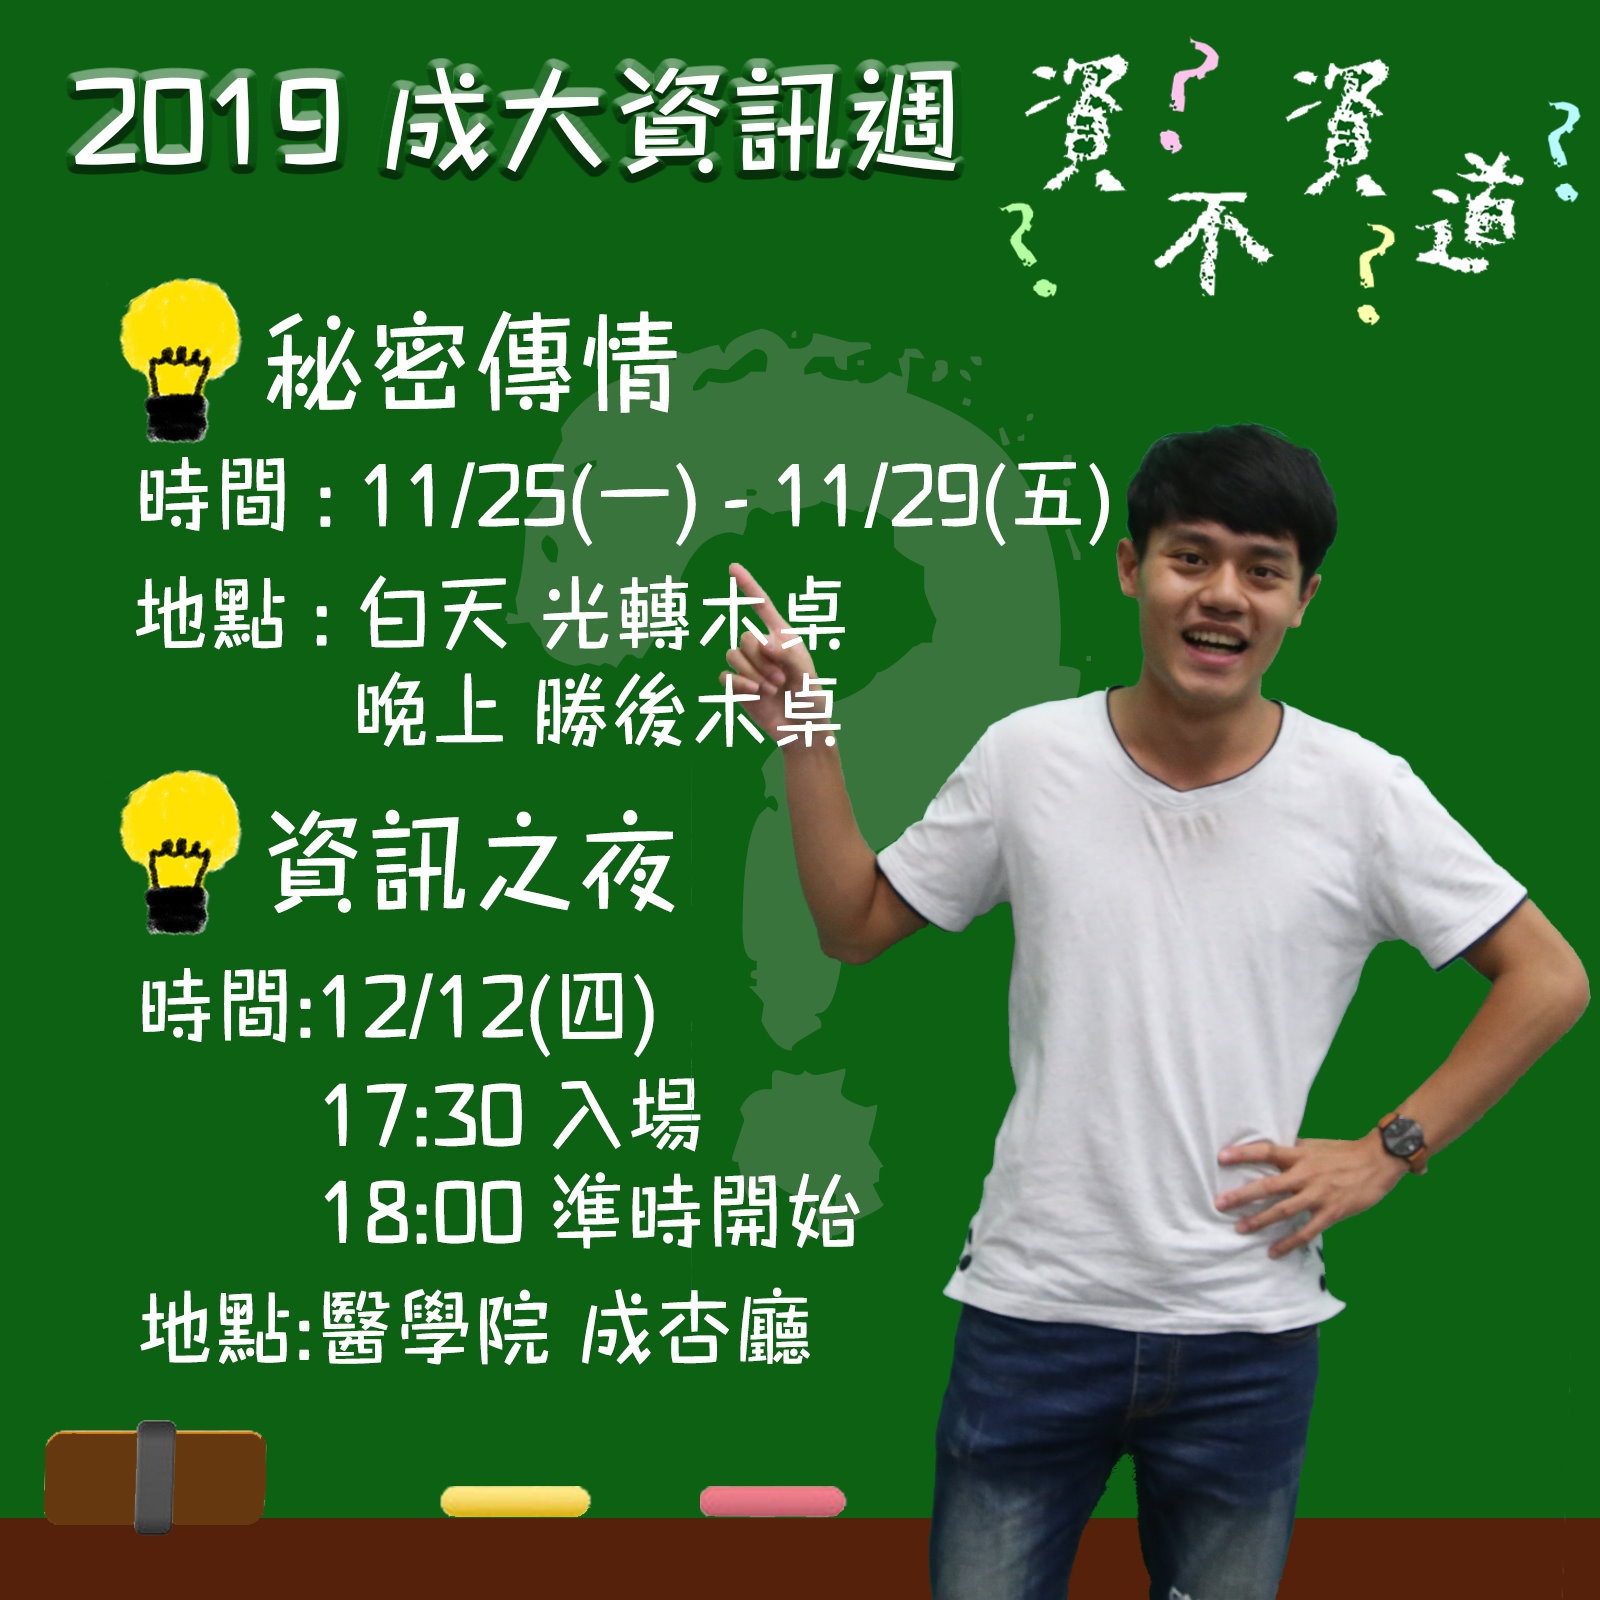 2019 成大資訊週
資不資道
秘密傳情
時間 : 11/25(一) - 11/29(五)
地點 : 白天 光轉木桌
晚上 勝後木桌
資訊之夜
時間:12/12(四)
17:30 入場
18:00 準時開始
地點:醫學院 成杏廳